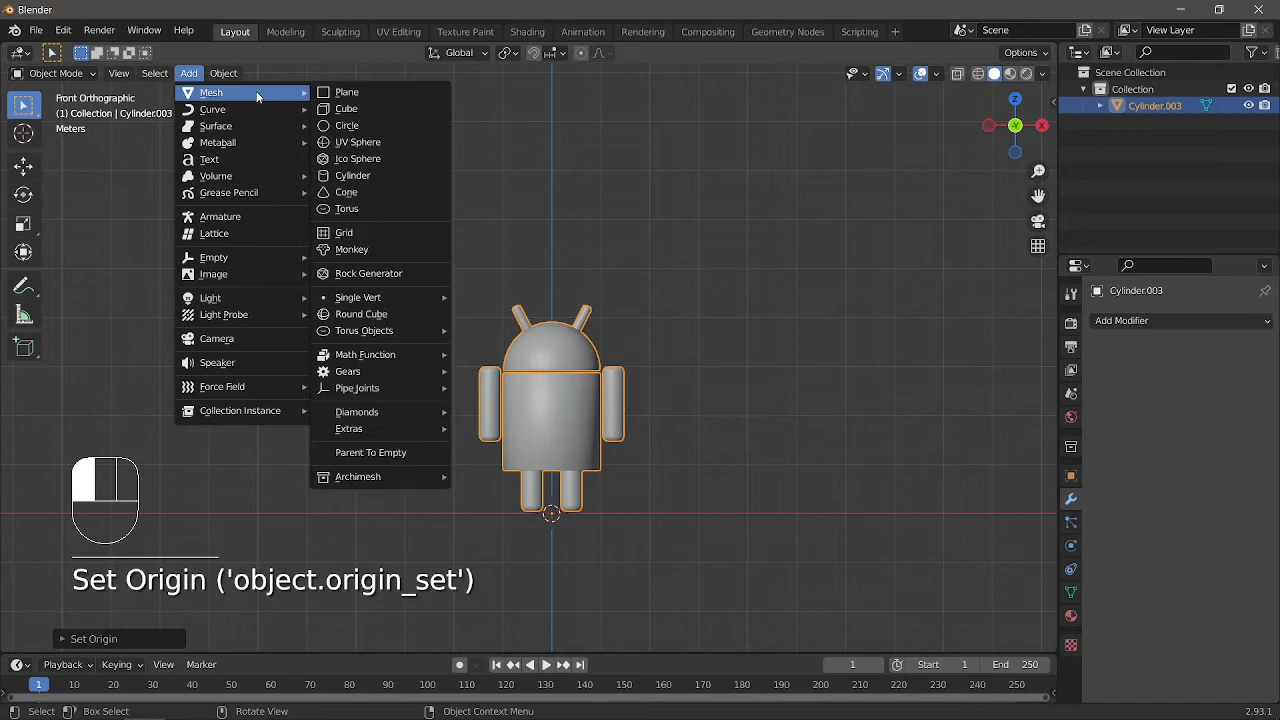 Blender
File Edit Render Window Help Layout Modeling Sculpting UV Editing Texture Paint Shading Animation Rendering Compositing Geometry Nodes Scripting + Scene View Layer
Global Options
Object Mode View Select Add Object
Front Orthographic
(1) Collection | Cylinder.003
Meters
Mesh
Curve
Surface
Metaball
Text
Volume
Grease Pencil
Armature
Lattice
Empty
Image
Light
Light Probe
Camera
Speaker
Force Field
Collection Instance
Plane
Cube
Circle
UV Sphere
Ico Sphere
Cylinder
Cone
Torus
Grid
Monkey
Rock Generator
Single Vert
Round Cube
Torus Objects
Math Function
Gears
Pipe Joints
Diamonds
Extras
Parent To Empty
Archimesh
Z
-Y
X
Scene Collection
Collection
Cylinder.003
Cylinder.003
Add Modifier
Set Origin ('object.origin_set')
Set Origin
Playback Keying View Marker 1 Start 1 End 250
1 10 20 30 40 50 60 70 80 90 100 110 120 130 140 150 160 170 180 190 200 210 220 230 240 250
Select Box Select Rotate View Object Context Menu 2.93.1